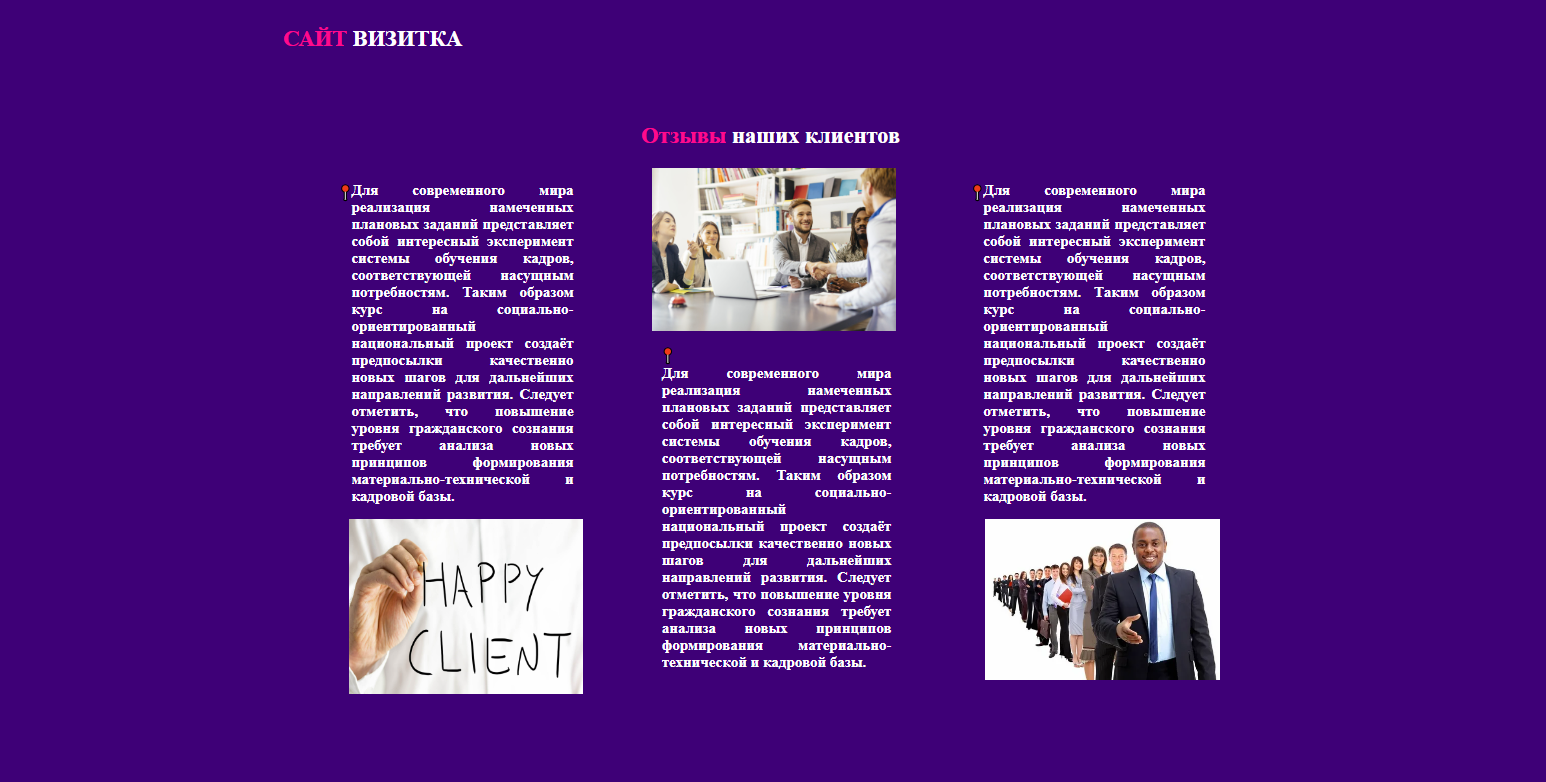 САЙТ ВИЗИТКА
Отзывы наших клиентов
Для современного мира
реализация намеченных
плановых заданий представляет
собой интересный эксперимент
системы обучения кадров,
соответствующей насущным
потребностям. Таким образом
курс на социально-
ориентированный
национальный проект создаёт
предпосылки качественно
новых шагов для дальнейших
направлений развития. Следует
отметить, что повышение
уровня гражданского сознания
требует анализа новых
принципов формирования
материально-технической и
кадровой базы.
HAPPY
CLIENT
Для современного мира
реализация намеченных
плановых заданий представляет
собой интересный эксперимент
системы обучения кадров,
соответствующей насущным
потребностям. Таким образом
курс на социально-
ориентированный
национальный проект создаёт
предпосылки качественно новых
шагов для дальнейших
направлений развития. Следует
отметить, что повышение уровня
гражданского сознания требует
анализа новых принципов
формирования материально-
технической и кадровой базы.
Для современного мира
реализация намеченных
плановых заданий представляет
собой интересный эксперимент
системы обучения кадров,
соответствующей насущным
потребностям. Таким образом
курс на социально-
ориентированный
национальный проект создаёт
предпосылки качественно
новых шагов для дальнейших
направлений развития. Следует
отметить, что повышение
уровня гражданского сознания
требует анализа новых
принципов формирования
материально-технической и
кадровой базы.